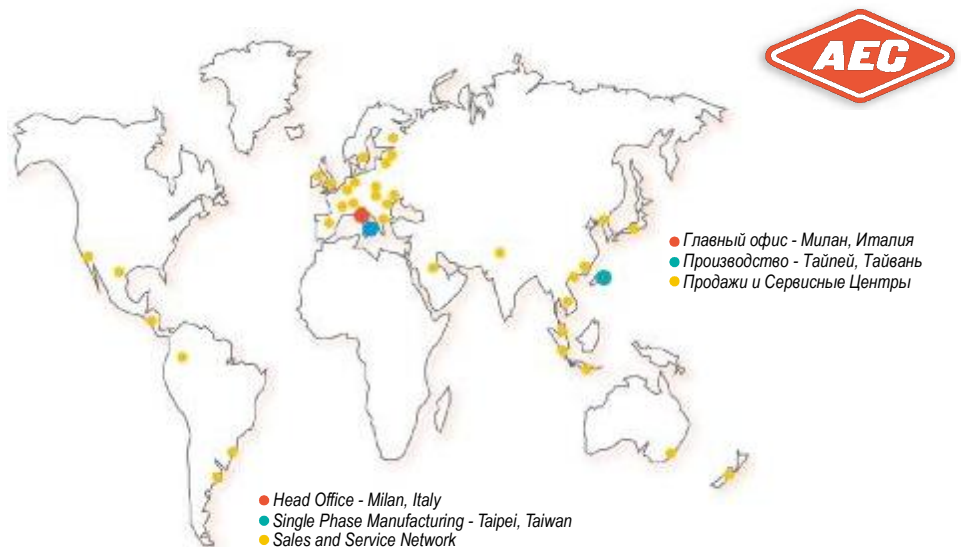 AEC
Главный офис - Милан, Италия
Производство - Тайпей, Тайвань
Продажи и Сервисные Центры
Head Office - Milan, Italy
Single Phase Manufacturing - Taipei, Taiwan
Sales and Service Network